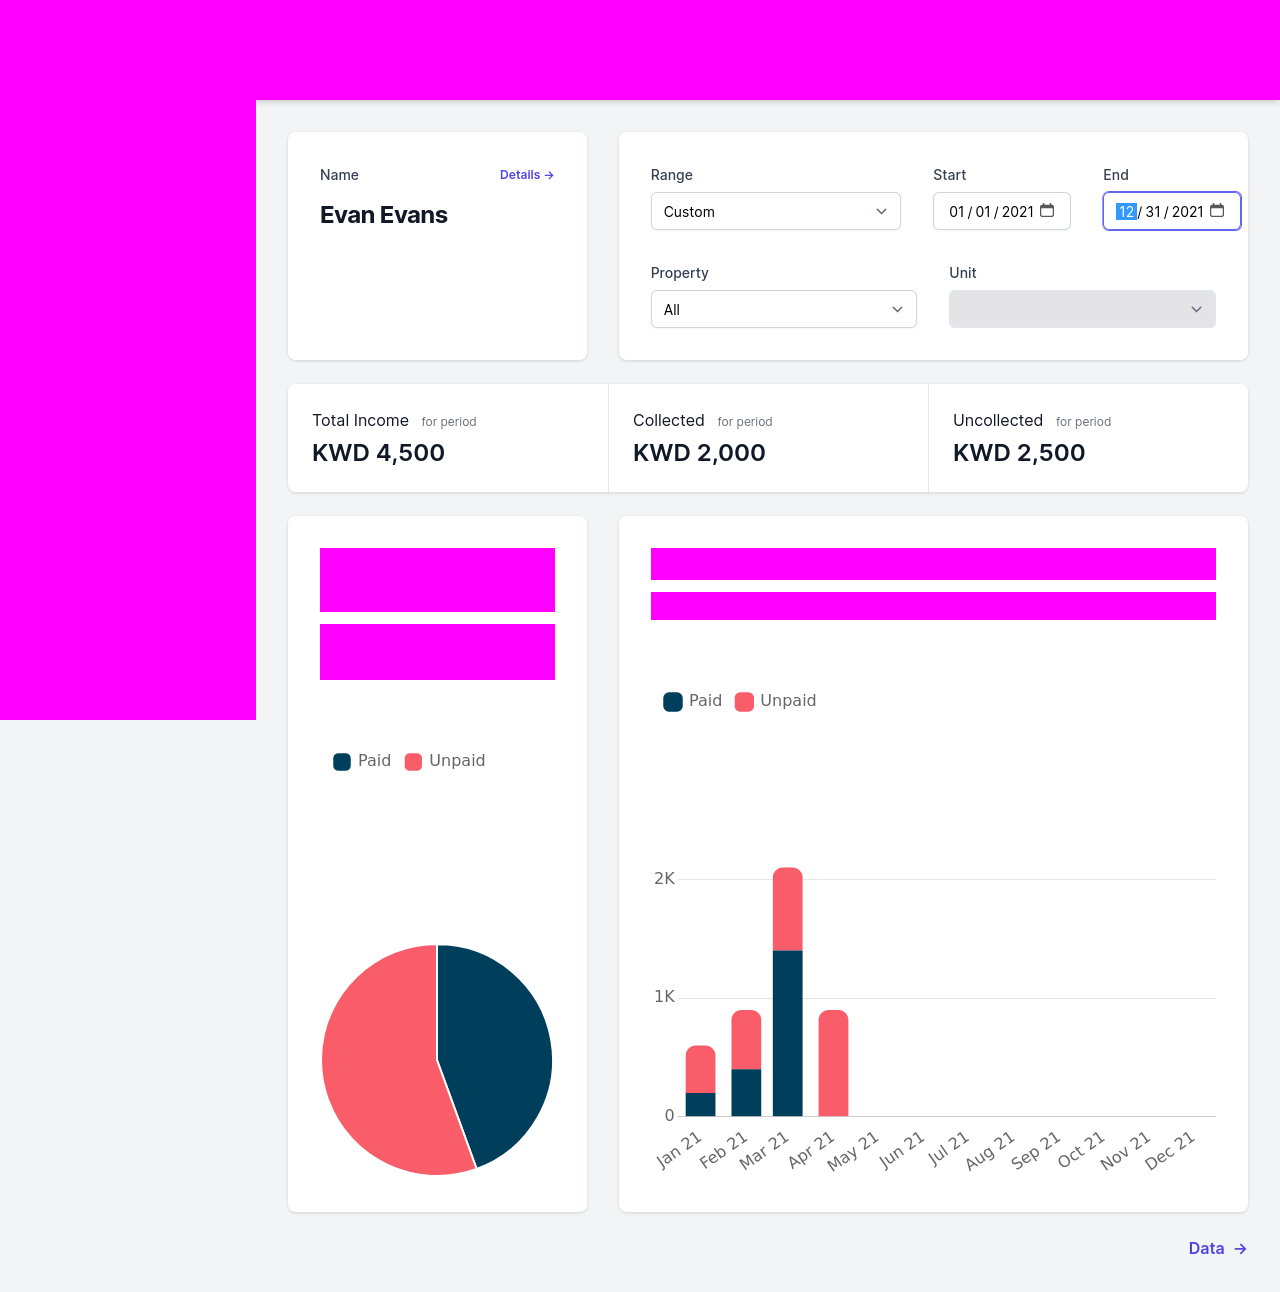 Name
Details →
Evan Evans
Range
Start
End
Custom
01 / 01 / 2021
12 / 31 / 2021
Property
Unit
All
Total Income for period
KWD 4,500
Collected for period
KWD 2,000
Uncollected for period
KWD 2,500
Paid
Unpaid
Paid
Unpaid
2K
1K
0
Jan 21
Feb 21
Mar 21
Apr 21
May 21
Jun 21
Jul 21
Aug 21
Sep 21
Oct 21
Nov 21
Dec 21
Data →